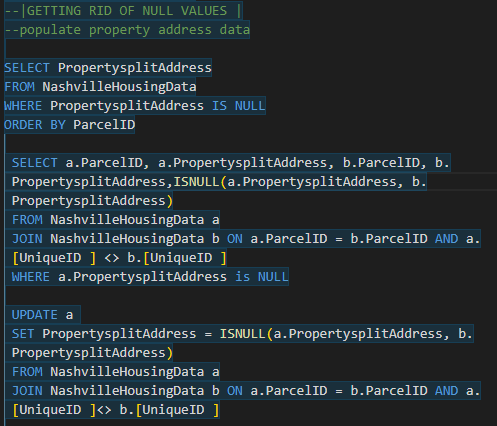 --|GETTING RID OF NULL VALUES |
--populate property address data
SELECT PropertysplitAddress
FROM NashvilleHousingData
WHERE PropertysplitAddress IS NULL
ORDER BY ParcelID
SELECT a.ParcelID, a.PropertysplitAddress, b.ParcelID, b.
PropertysplitAddress,ISNULL(a.PropertysplitAddress, b.
PropertysplitAddress)
FROM NashvilleHousingData a
JOIN NashvilleHousingData b ON a.ParcelID = b.ParcelID AND a.
[UniqueID ] <> b.[UniqueID ]
WHERE a.PropertysplitAddress is NULL
UPDATE a
SET PropertysplitAddress = ISNULL(a.PropertysplitAddress, b.
PropertysplitAddress)
FROM NashvilleHousingData a
JOIN NashvilleHousingData b ON a.ParcelID = b.ParcelID AND a.
[UniqueID ]<> b.[UniqueID ]